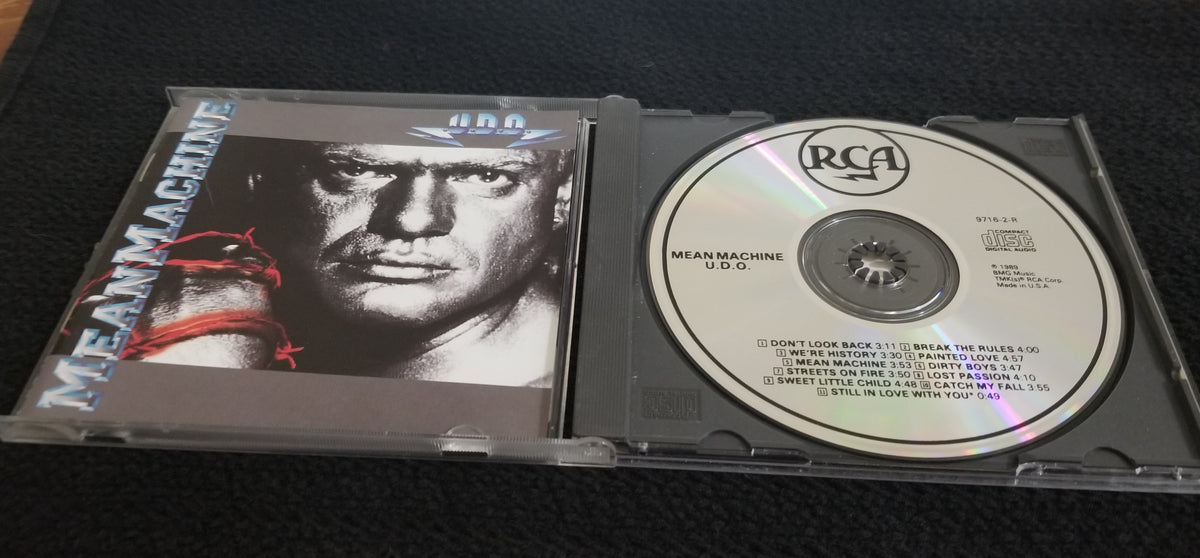 U.D.O.
MEAN MACHINE
RCA
9716-2-R
COMPACT
disc
DIGITAL AUDIO
℗ 1989
BMG Music
TMK(s)® RCA Corp.
Made in U.S.A.
MEAN MACHINE
U.D.O.
1 DON'T LOOK BACK 3:11 2 BREAK THE RULES 4:00
3 WE'RE HISTORY 3:30 4 PAINTED LOVE 4:57
5 MEAN MACHINE 3:53 6 DIRTY BOYS 3:47
7 STREETS ON FIRE 3:50 8 LOST PASSION 4:10
9 SWEET LITTLE CHILD 4:48 10 CATCH MY FALL 3:55
11 STILL IN LOVE WITH YOU* 0:49